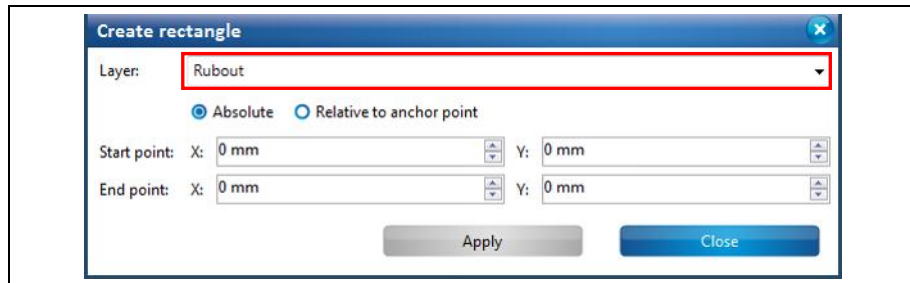 Create rectangle
Layer: Rubout
Absolute Relative to anchor point
Start point: X: 0 mm Y: 0 mm
End point: X: 0 mm Y: 0 mm
Apply Close